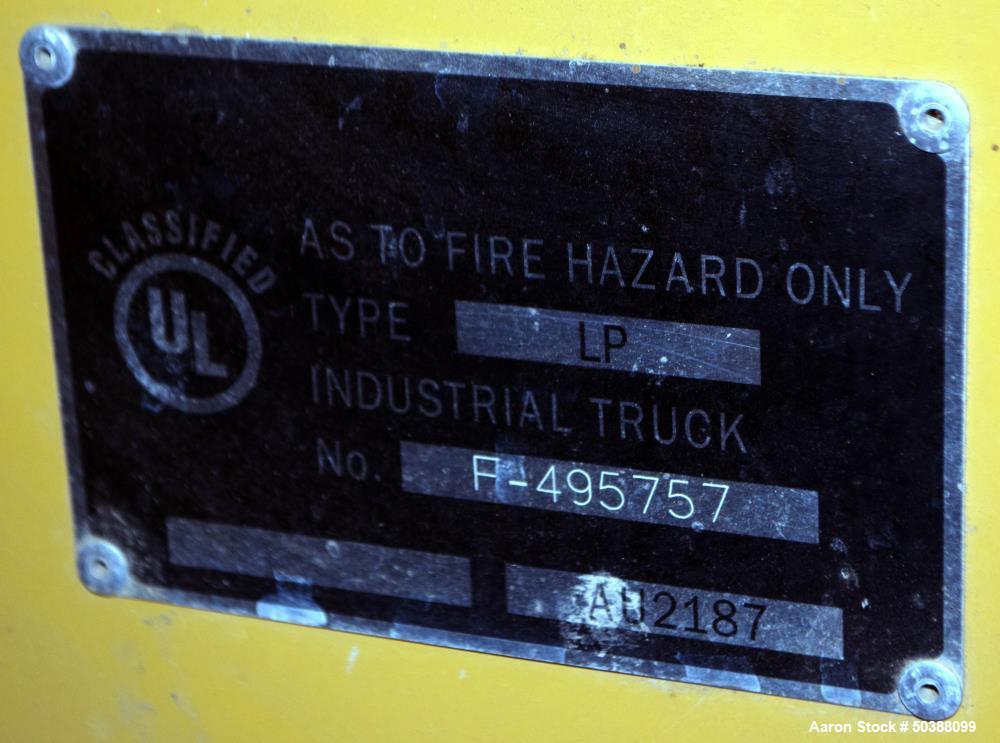 CLASSIFIED
UL
AS TO FIRE HAZARD ONLY
TYPE LP
INDUSTRIAL TRUCK
No. F-495757
AU2187
Aaron Stock # 50388099